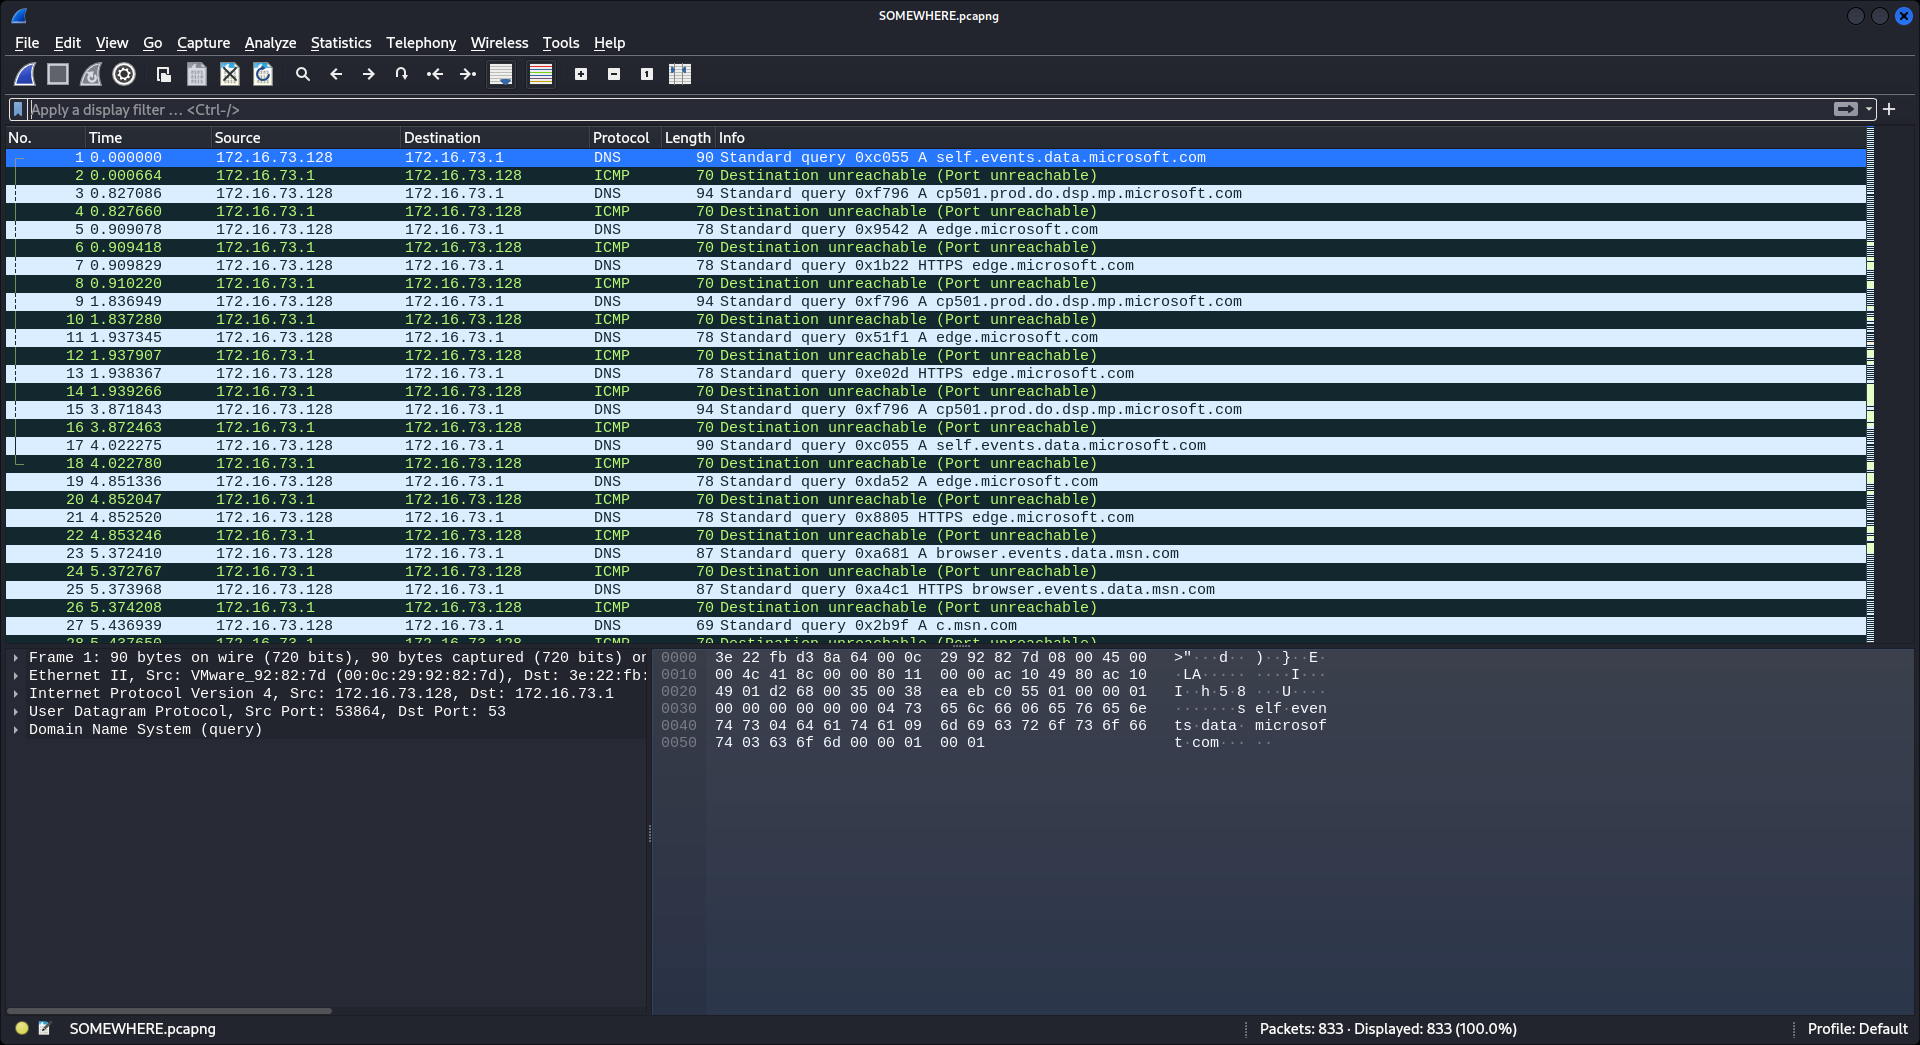 SOMEWHERE.pcapng
File Edit View Go Capture Analyze Statistics Telephony Wireless Tools Help
Apply a display filter ... <Ctrl-/>
No. Time Source Destination Protocol Length Info
1 0.000000 172.16.73.128 172.16.73.1 DNS 90 Standard query 0xc055 A self.events.data.microsoft.com
2 0.000664 172.16.73.1 172.16.73.128 ICMP 70 Destination unreachable (Port unreachable)
3 0.827086 172.16.73.128 172.16.73.1 DNS 94 Standard query 0xf796 A cp501.prod.do.dsp.mp.microsoft.com
4 0.827660 172.16.73.1 172.16.73.128 ICMP 70 Destination unreachable (Port unreachable)
5 0.909078 172.16.73.128 172.16.73.1 DNS 78 Standard query 0x9542 A edge.microsoft.com
6 0.909418 172.16.73.1 172.16.73.128 ICMP 70 Destination unreachable (Port unreachable)
7 0.909829 172.16.73.128 172.16.73.1 DNS 78 Standard query 0x1b22 HTTPS edge.microsoft.com
8 0.910220 172.16.73.1 172.16.73.128 ICMP 70 Destination unreachable (Port unreachable)
9 1.836949 172.16.73.128 172.16.73.1 DNS 94 Standard query 0xf796 A cp501.prod.do.dsp.mp.microsoft.com
10 1.837280 172.16.73.1 172.16.73.128 ICMP 70 Destination unreachable (Port unreachable)
11 1.937345 172.16.73.128 172.16.73.1 DNS 78 Standard query 0x51f1 A edge.microsoft.com
12 1.937907 172.16.73.1 172.16.73.128 ICMP 70 Destination unreachable (Port unreachable)
13 1.938367 172.16.73.128 172.16.73.1 DNS 78 Standard query 0xe02d HTTPS edge.microsoft.com
14 1.939266 172.16.73.1 172.16.73.128 ICMP 70 Destination unreachable (Port unreachable)
15 3.871843 172.16.73.128 172.16.73.1 DNS 94 Standard query 0xf796 A cp501.prod.do.dsp.mp.microsoft.com
16 3.872463 172.16.73.1 172.16.73.128 ICMP 70 Destination unreachable (Port unreachable)
17 4.022275 172.16.73.128 172.16.73.1 DNS 90 Standard query 0xc055 A self.events.data.microsoft.com
18 4.022780 172.16.73.1 172.16.73.128 ICMP 70 Destination unreachable (Port unreachable)
19 4.851336 172.16.73.128 172.16.73.1 DNS 78 Standard query 0xda52 A edge.microsoft.com
20 4.852047 172.16.73.1 172.16.73.128 ICMP 70 Destination unreachable (Port unreachable)
21 4.852520 172.16.73.128 172.16.73.1 DNS 78 Standard query 0x8805 HTTPS edge.microsoft.com
22 4.853246 172.16.73.1 172.16.73.128 ICMP 70 Destination unreachable (Port unreachable)
23 5.372410 172.16.73.128 172.16.73.1 DNS 87 Standard query 0xa681 A browser.events.data.msn.com
24 5.372767 172.16.73.1 172.16.73.128 ICMP 70 Destination unreachable (Port unreachable)
25 5.373968 172.16.73.128 172.16.73.1 DNS 87 Standard query 0xa4c1 HTTPS browser.events.data.msn.com
26 5.374208 172.16.73.1 172.16.73.128 ICMP 70 Destination unreachable (Port unreachable)
27 5.436939 172.16.73.128 172.16.73.1 DNS 69 Standard query 0x2b9f A c.msn.com
28 5.437650 172.16.73.1 172.16.73.128 ICMP 70 Destination unreachable (Port unreachable)
Frame 1: 90 bytes on wire (720 bits), 90 bytes captured (720 bits) on
Ethernet II, Src: VMware_92:82:7d (00:0c:29:92:82:7d), Dst: 3e:22:fb:
Internet Protocol Version 4, Src: 172.16.73.128, Dst: 172.16.73.1
User Datagram Protocol, Src Port: 53864, Dst Port: 53
Domain Name System (query)
0000 3e 22 fb d3 8a 64 00 0c 29 92 82 7d 08 00 45 00 >"···d·· )··}··E·
0010 00 4c 41 8c 00 00 80 11 00 00 ac 10 49 80 ac 10 ·LA····· ····I···
0020 49 01 d2 68 00 35 00 38 ea eb c0 55 01 00 00 01 I··h·5·8 ···U····
0030 00 00 00 00 00 00 04 73 65 6c 66 06 65 76 65 6e ·······s elf·even
0040 74 73 04 64 61 74 61 09 6d 69 63 72 6f 73 6f 66 ts·data· microsof
0050 74 03 63 6f 6d 00 00 01 00 01 t·com··· ··
SOMEWHERE.pcapng
Packets: 833 · Displayed: 833 (100.0%)
Profile: Default